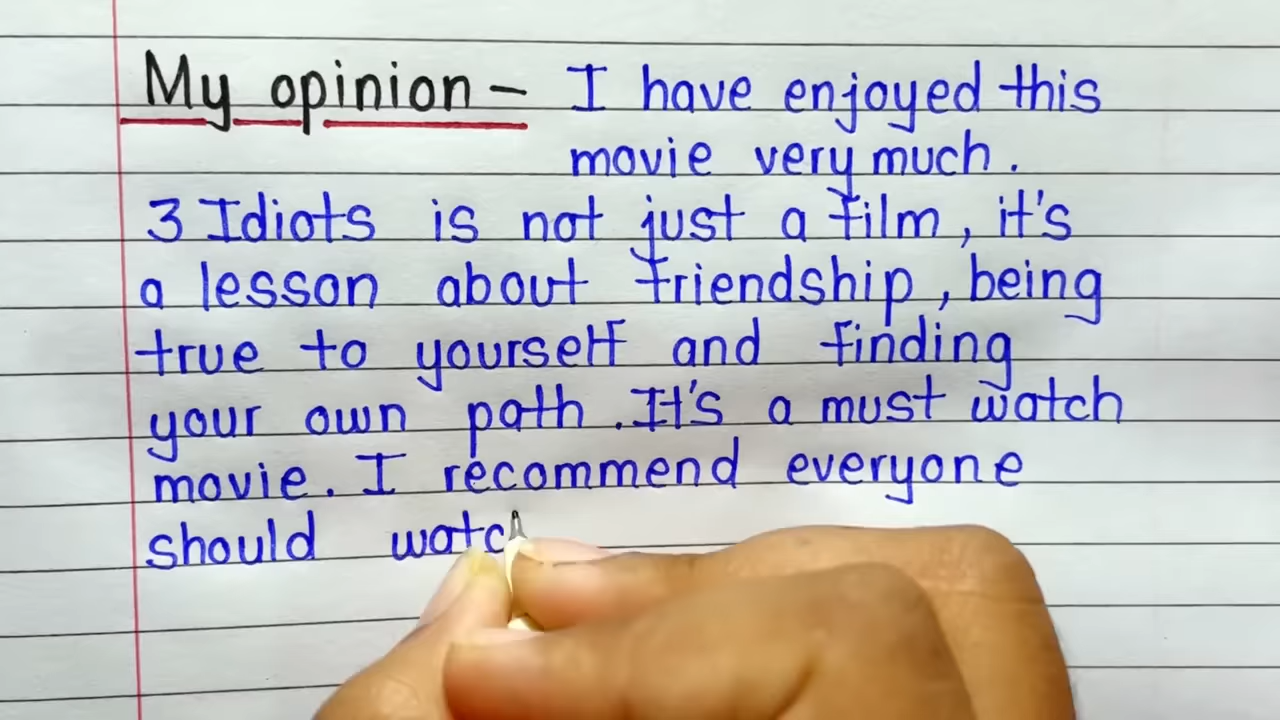 My opinion - I have enjoyed this
movie very much.
3 Idiots is not just a film, it's
a lesson about friendship, being
true to yourself and finding
your own path. It's a must watch
movie. I recommend everyone
should watc